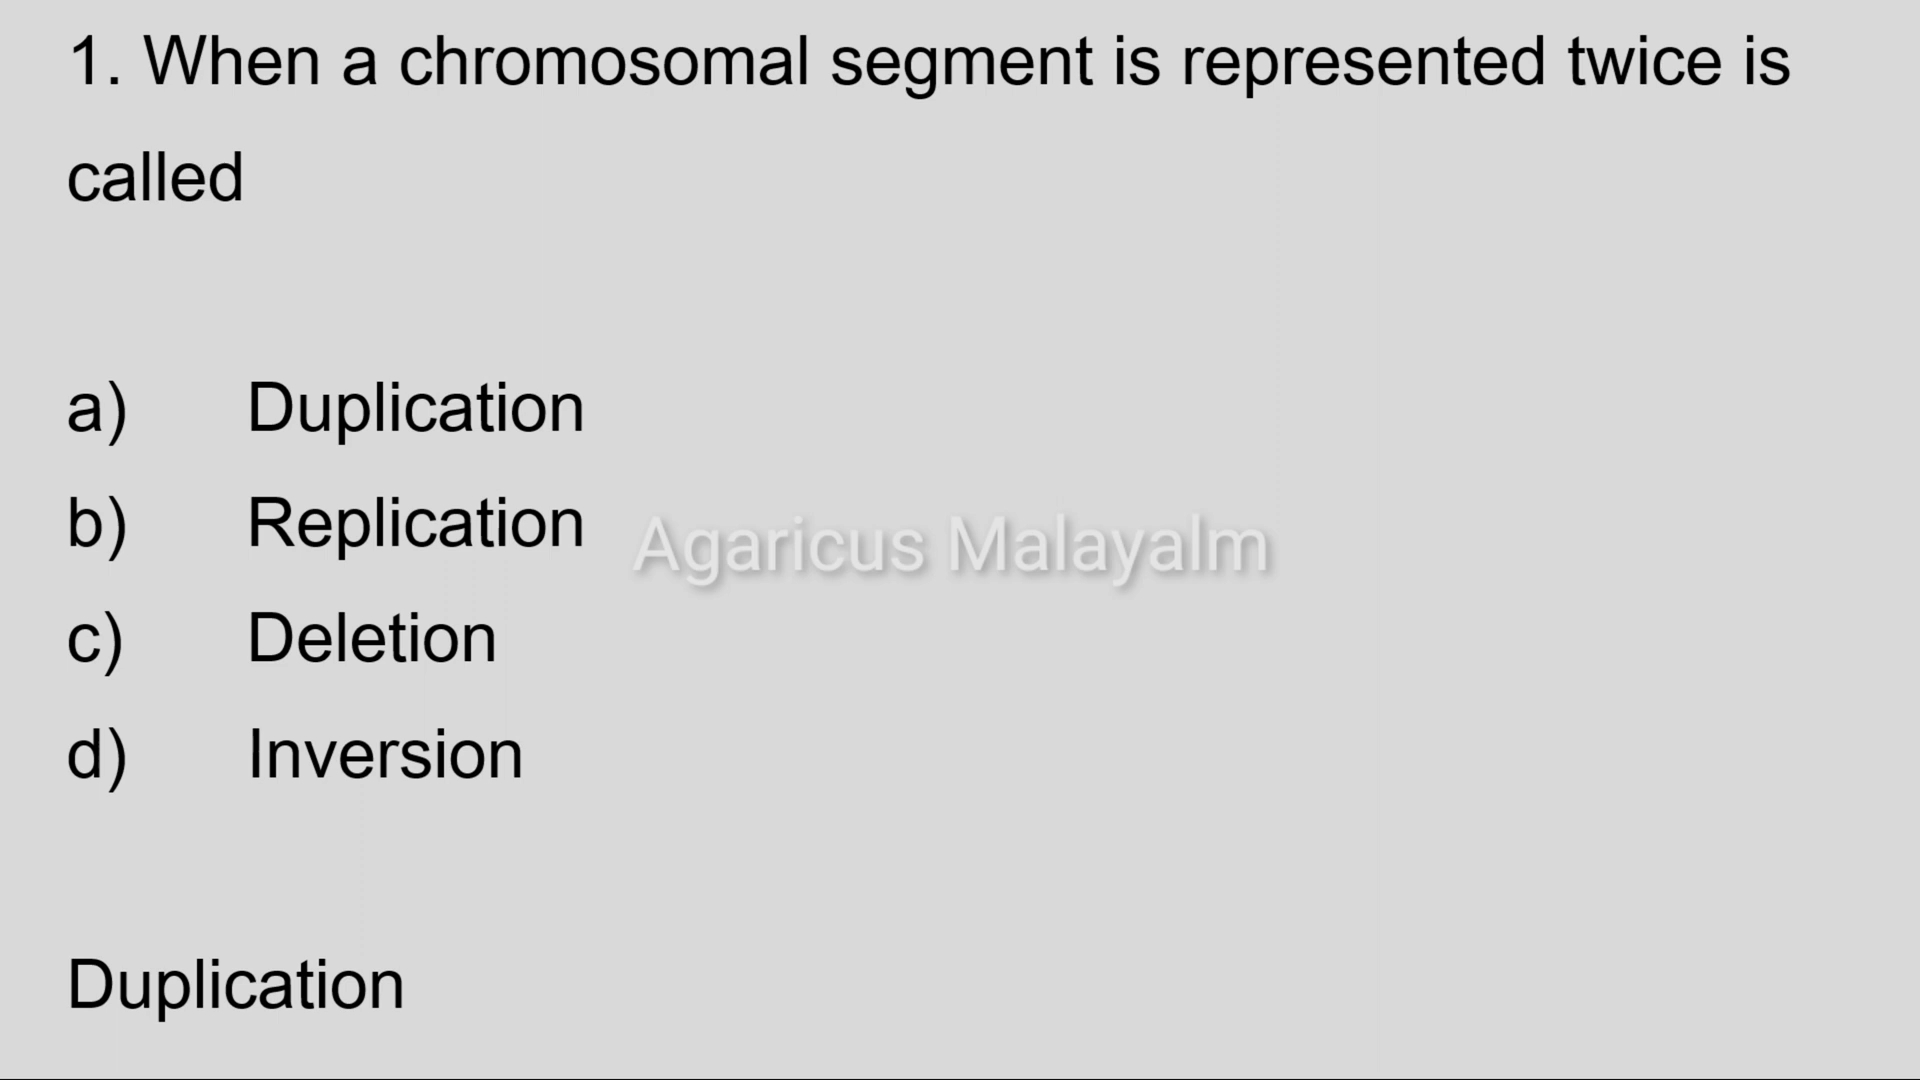 1. When a chromosomal segment is represented twice is
called
a) Duplication
b) Replication
Agaricus Malayalm
c) Deletion
d) Inversion
Duplication